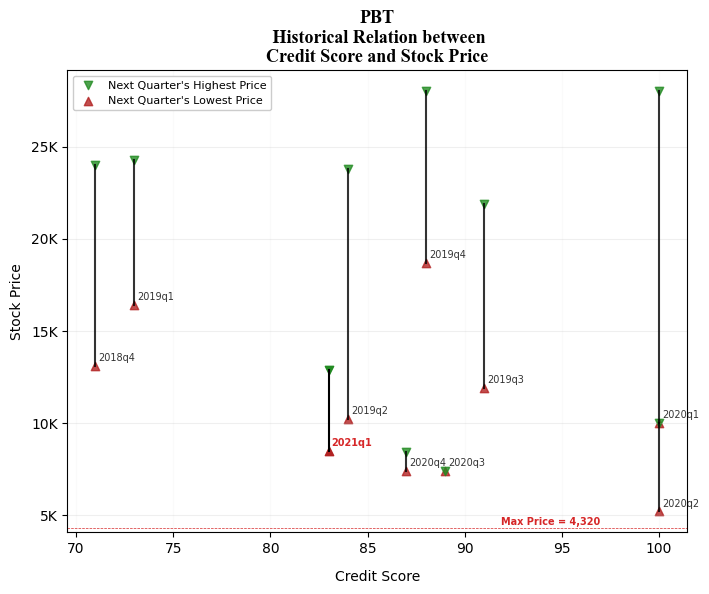 PBT
Historical Relation between
Credit Score and Stock Price
Next Quarter's Highest Price
Next Quarter's Lowest Price
25K
20K
15K
10K
5K
Stock Price
2019q4
2019q1
2018q4
2019q3
2019q2
2020q1
2021q1
2020q4
2020q3
2020q2
Max Price = 4,320
70
75
80
85
90
95
100
Credit Score